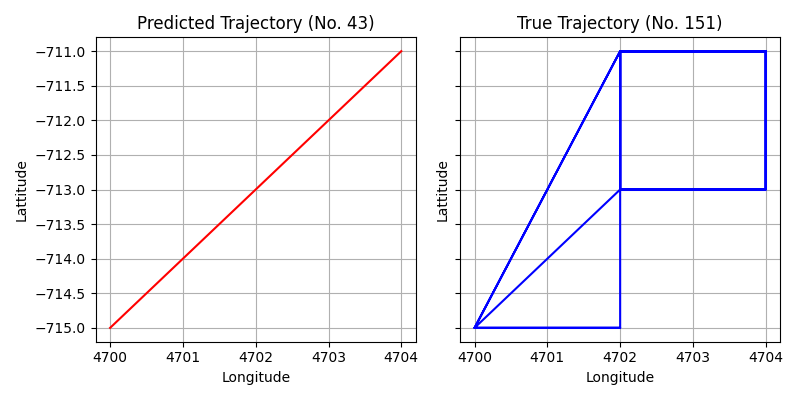 Predicted Trajectory (No. 43)
True Trajectory (No. 151)
−711.0
−711.5
−712.0
−712.5
−713.0
−713.5
−714.0
−714.5
−715.0
Lattitude
Lattitude
4700 4701 4702 4703 4704
4700 4701 4702 4703 4704
Longitude
Longitude